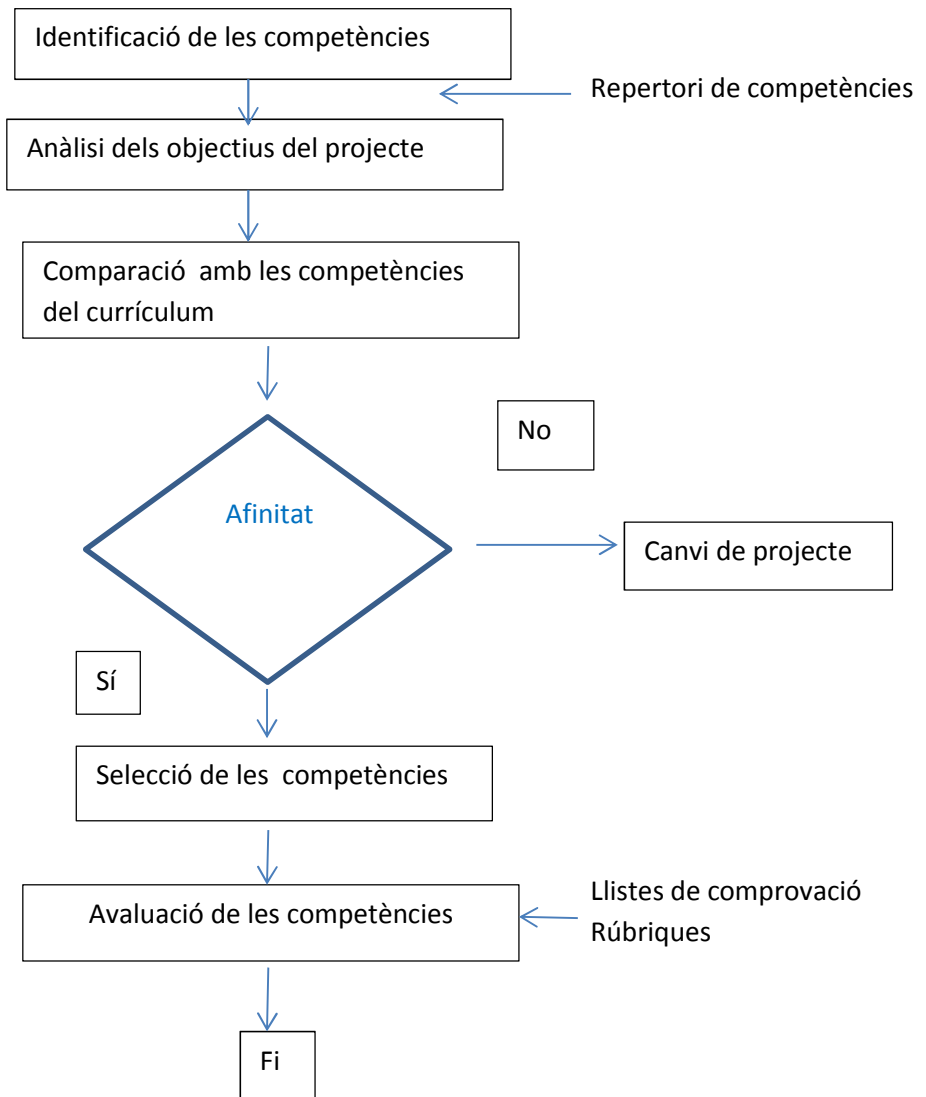 Identificació de les competències
Repertori de competències
Anàlisi dels objectius del projecte
Comparació  amb les competències
del currículum
No
Afinitat
Canvi de projecte
Sí
Selecció de les  competències
Llistes de comprovació
Avaluació de les competències
Rúbriques
Fi